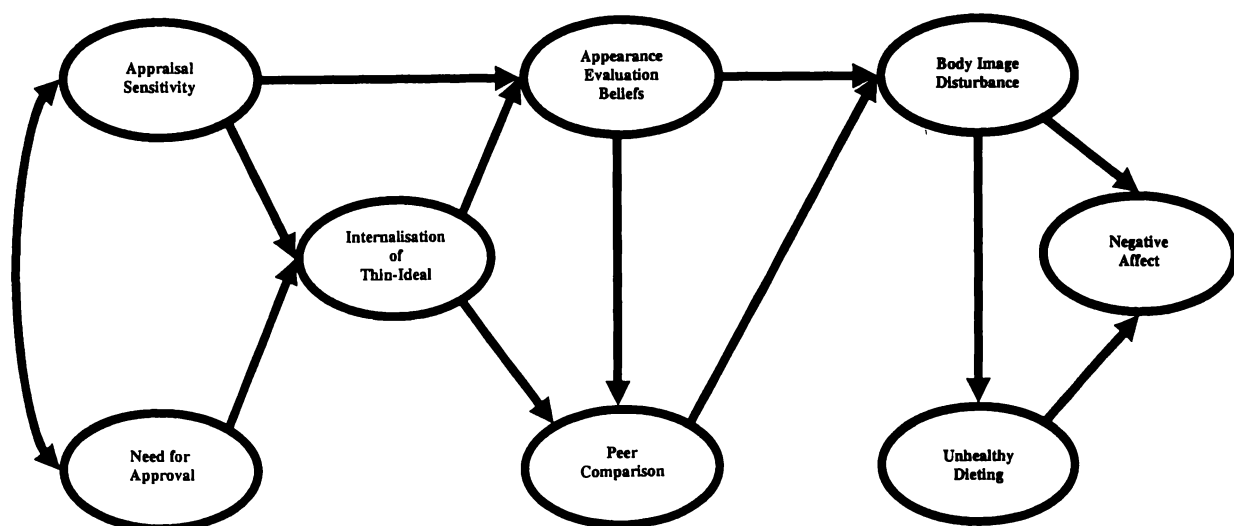 Appraisal
Sensitivity
Appearance
Evaluation
Beliefs
Body Image
Disturbance
Internalisation
of
Thin-Ideal
Negative
Affect
Need for
Approval
Peer
Comparison
Unhealthy
Dieting